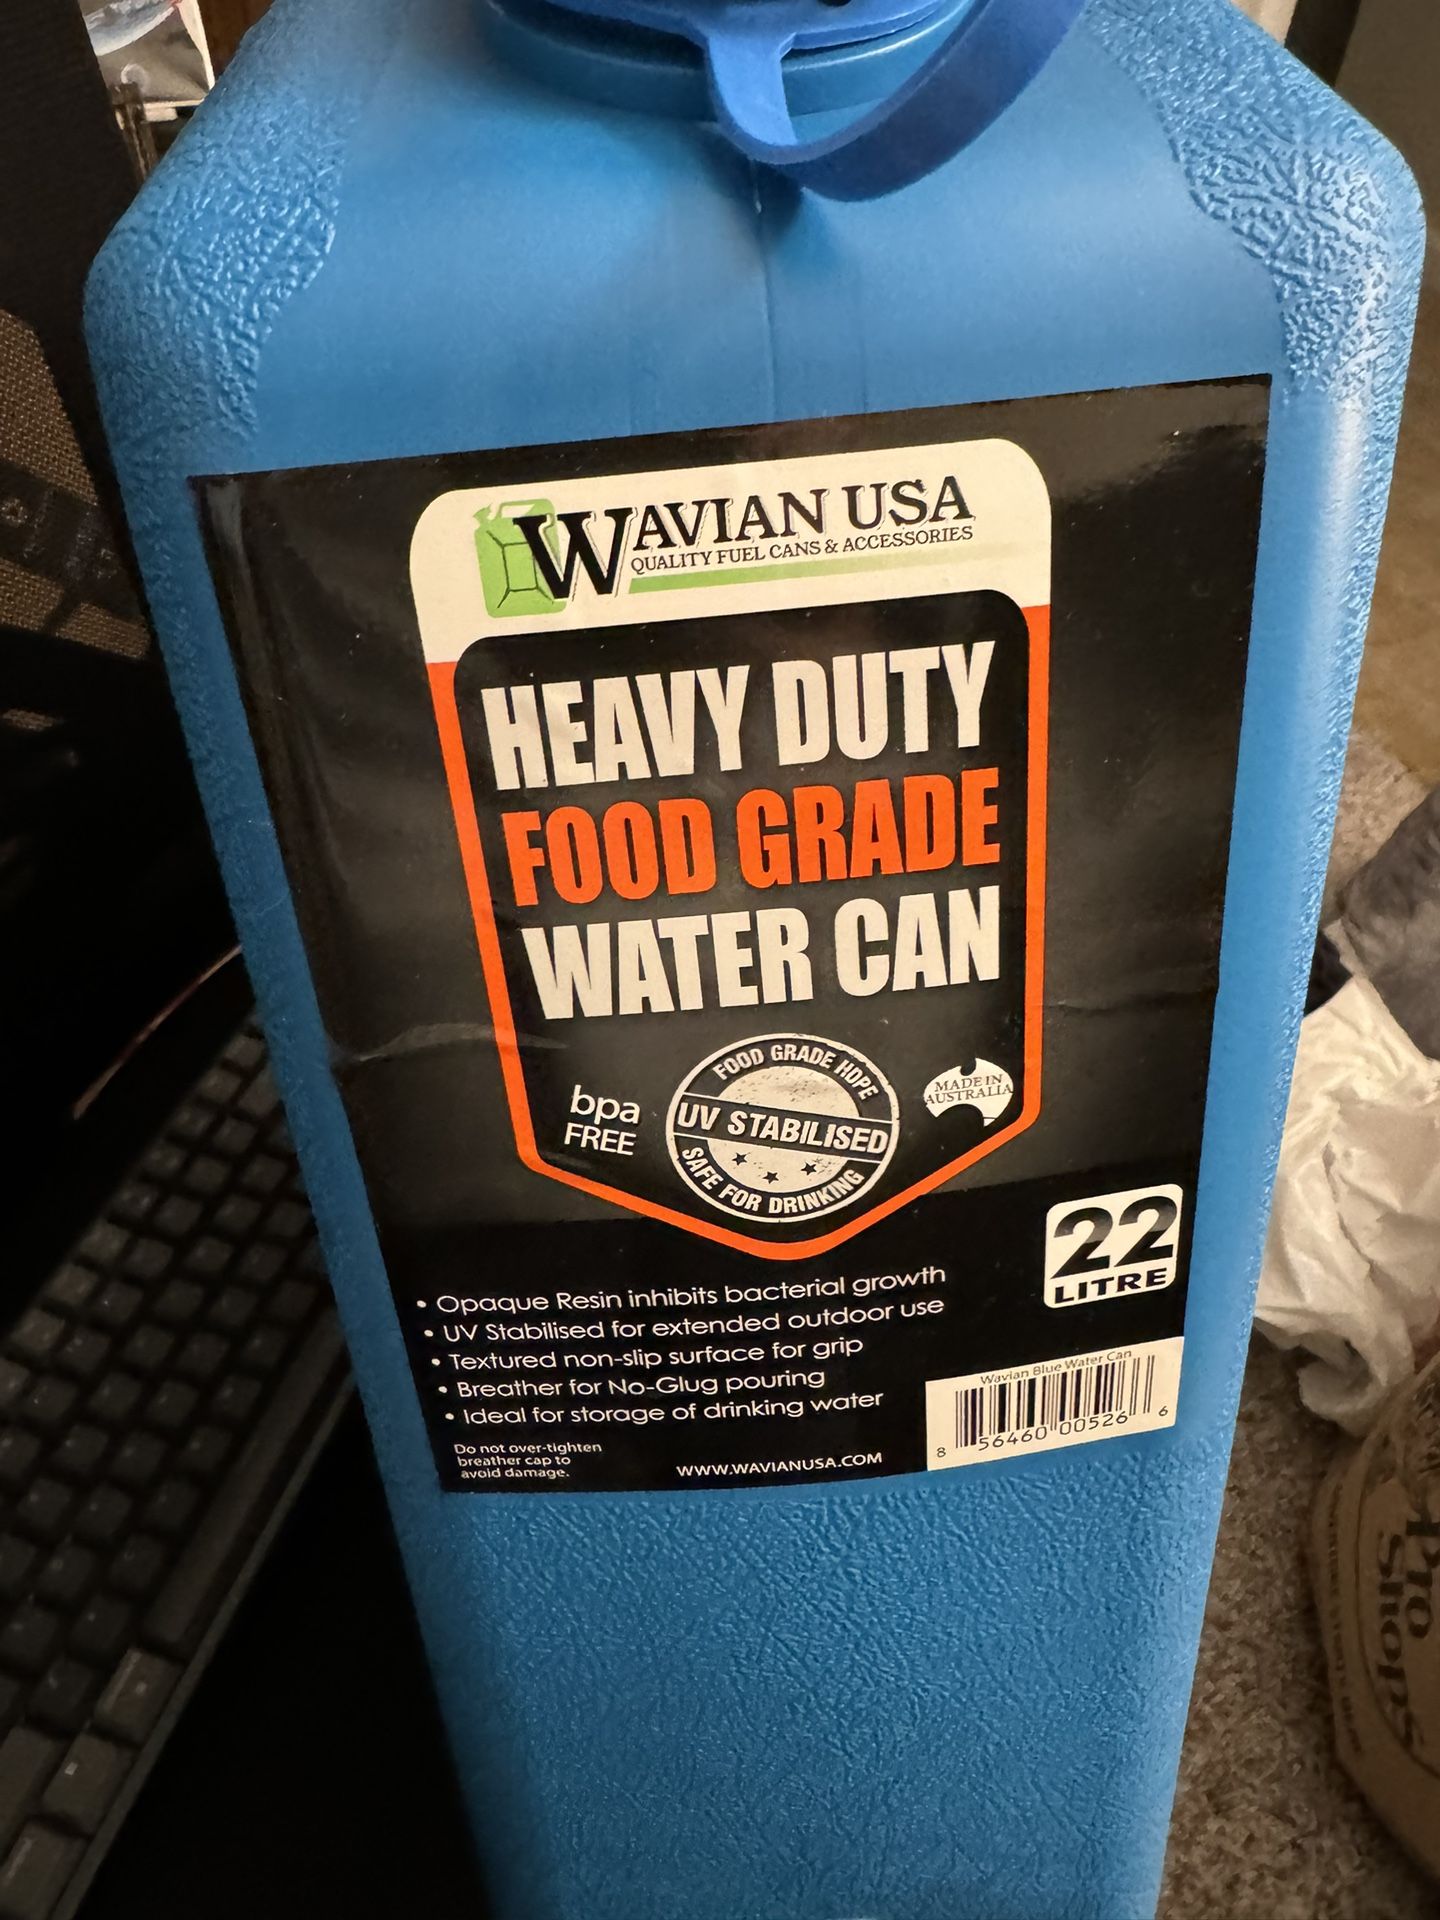 WAVIAN USA
QUALITY FUEL CANS & ACCESSORIES
HEAVY DUTY
FOOD GRADE
WATER CAN
bpa
FREE
FOOD GRADE HDPE
UV STABILISED
SAFE FOR DRINKING
MADE IN
AUSTRALIA
22
LITRE
• Opaque Resin inhibits bacterial growth
• UV Stabilised for extended outdoor use
• Textured non-slip surface for grip
• Breather for No-Glug pouring
• Ideal for storage of drinking water
Do not over-tighten
breather cap to
avoid damage.
WWW.WAVIANUSA.COM
Wavian Blue Water Can
8 56460 00526 6
Pro
Shops